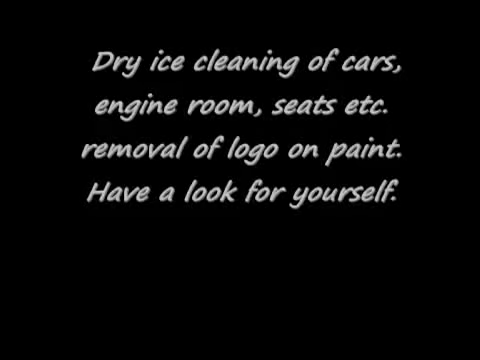 Dry ice cleaning of cars,
engine room, seats etc.
removal of logo on paint.
Have a look for yourself.